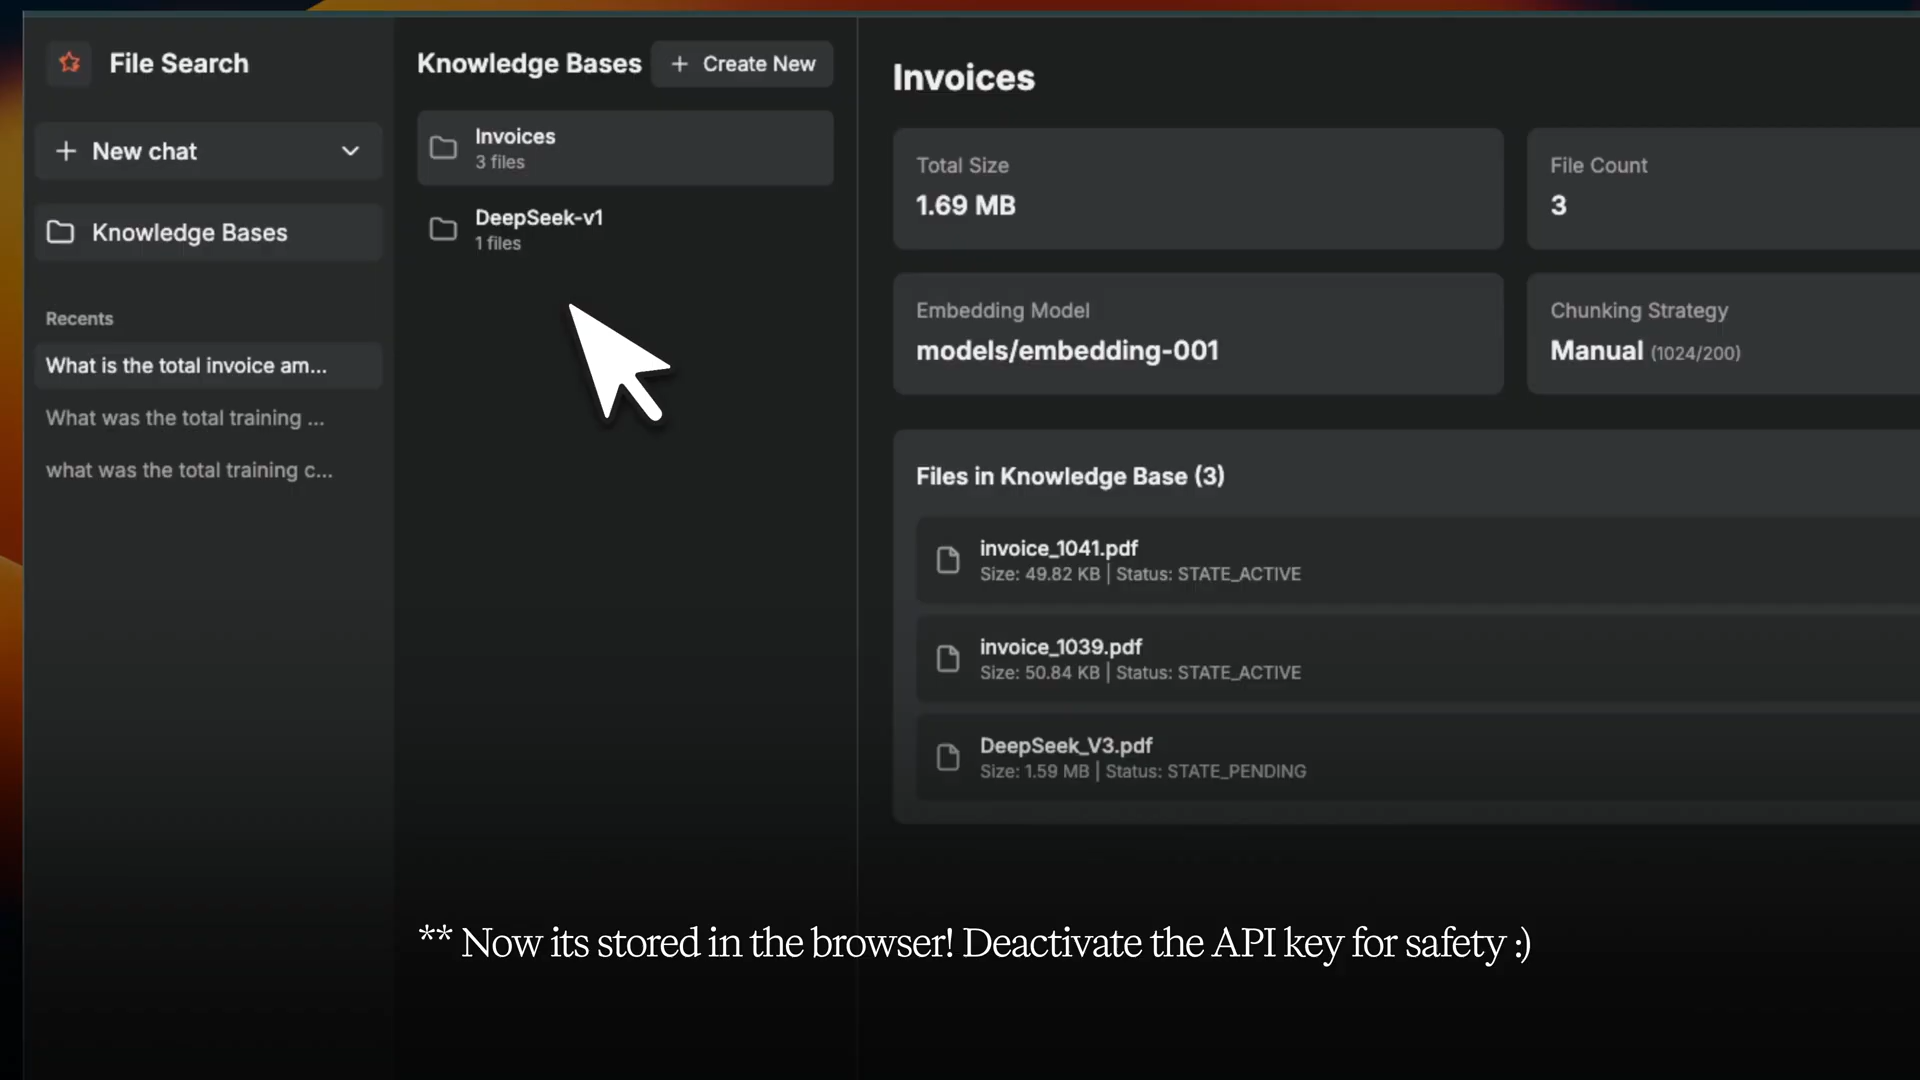 File Search
New chat
Knowledge Bases
Recents
What is the total invoice am...
What was the total training ...
what was the total training c...
Knowledge Bases
Create New
Invoices
3 files
DeepSeek-v1
1 files
Invoices
Total Size
1.69 MB
File Count
3
Embedding Model
models/embedding-001
Chunking Strategy
Manual (1024/200)
Files in Knowledge Base (3)
invoice_1041.pdf
Size: 49.82 KB | Status: STATE_ACTIVE
invoice_1039.pdf
Size: 50.84 KB | Status: STATE_ACTIVE
DeepSeek_V3.pdf
Size: 1.59 MB | Status: STATE_PENDING
** Now its stored in the browser! Deactivate the API key for safety :)